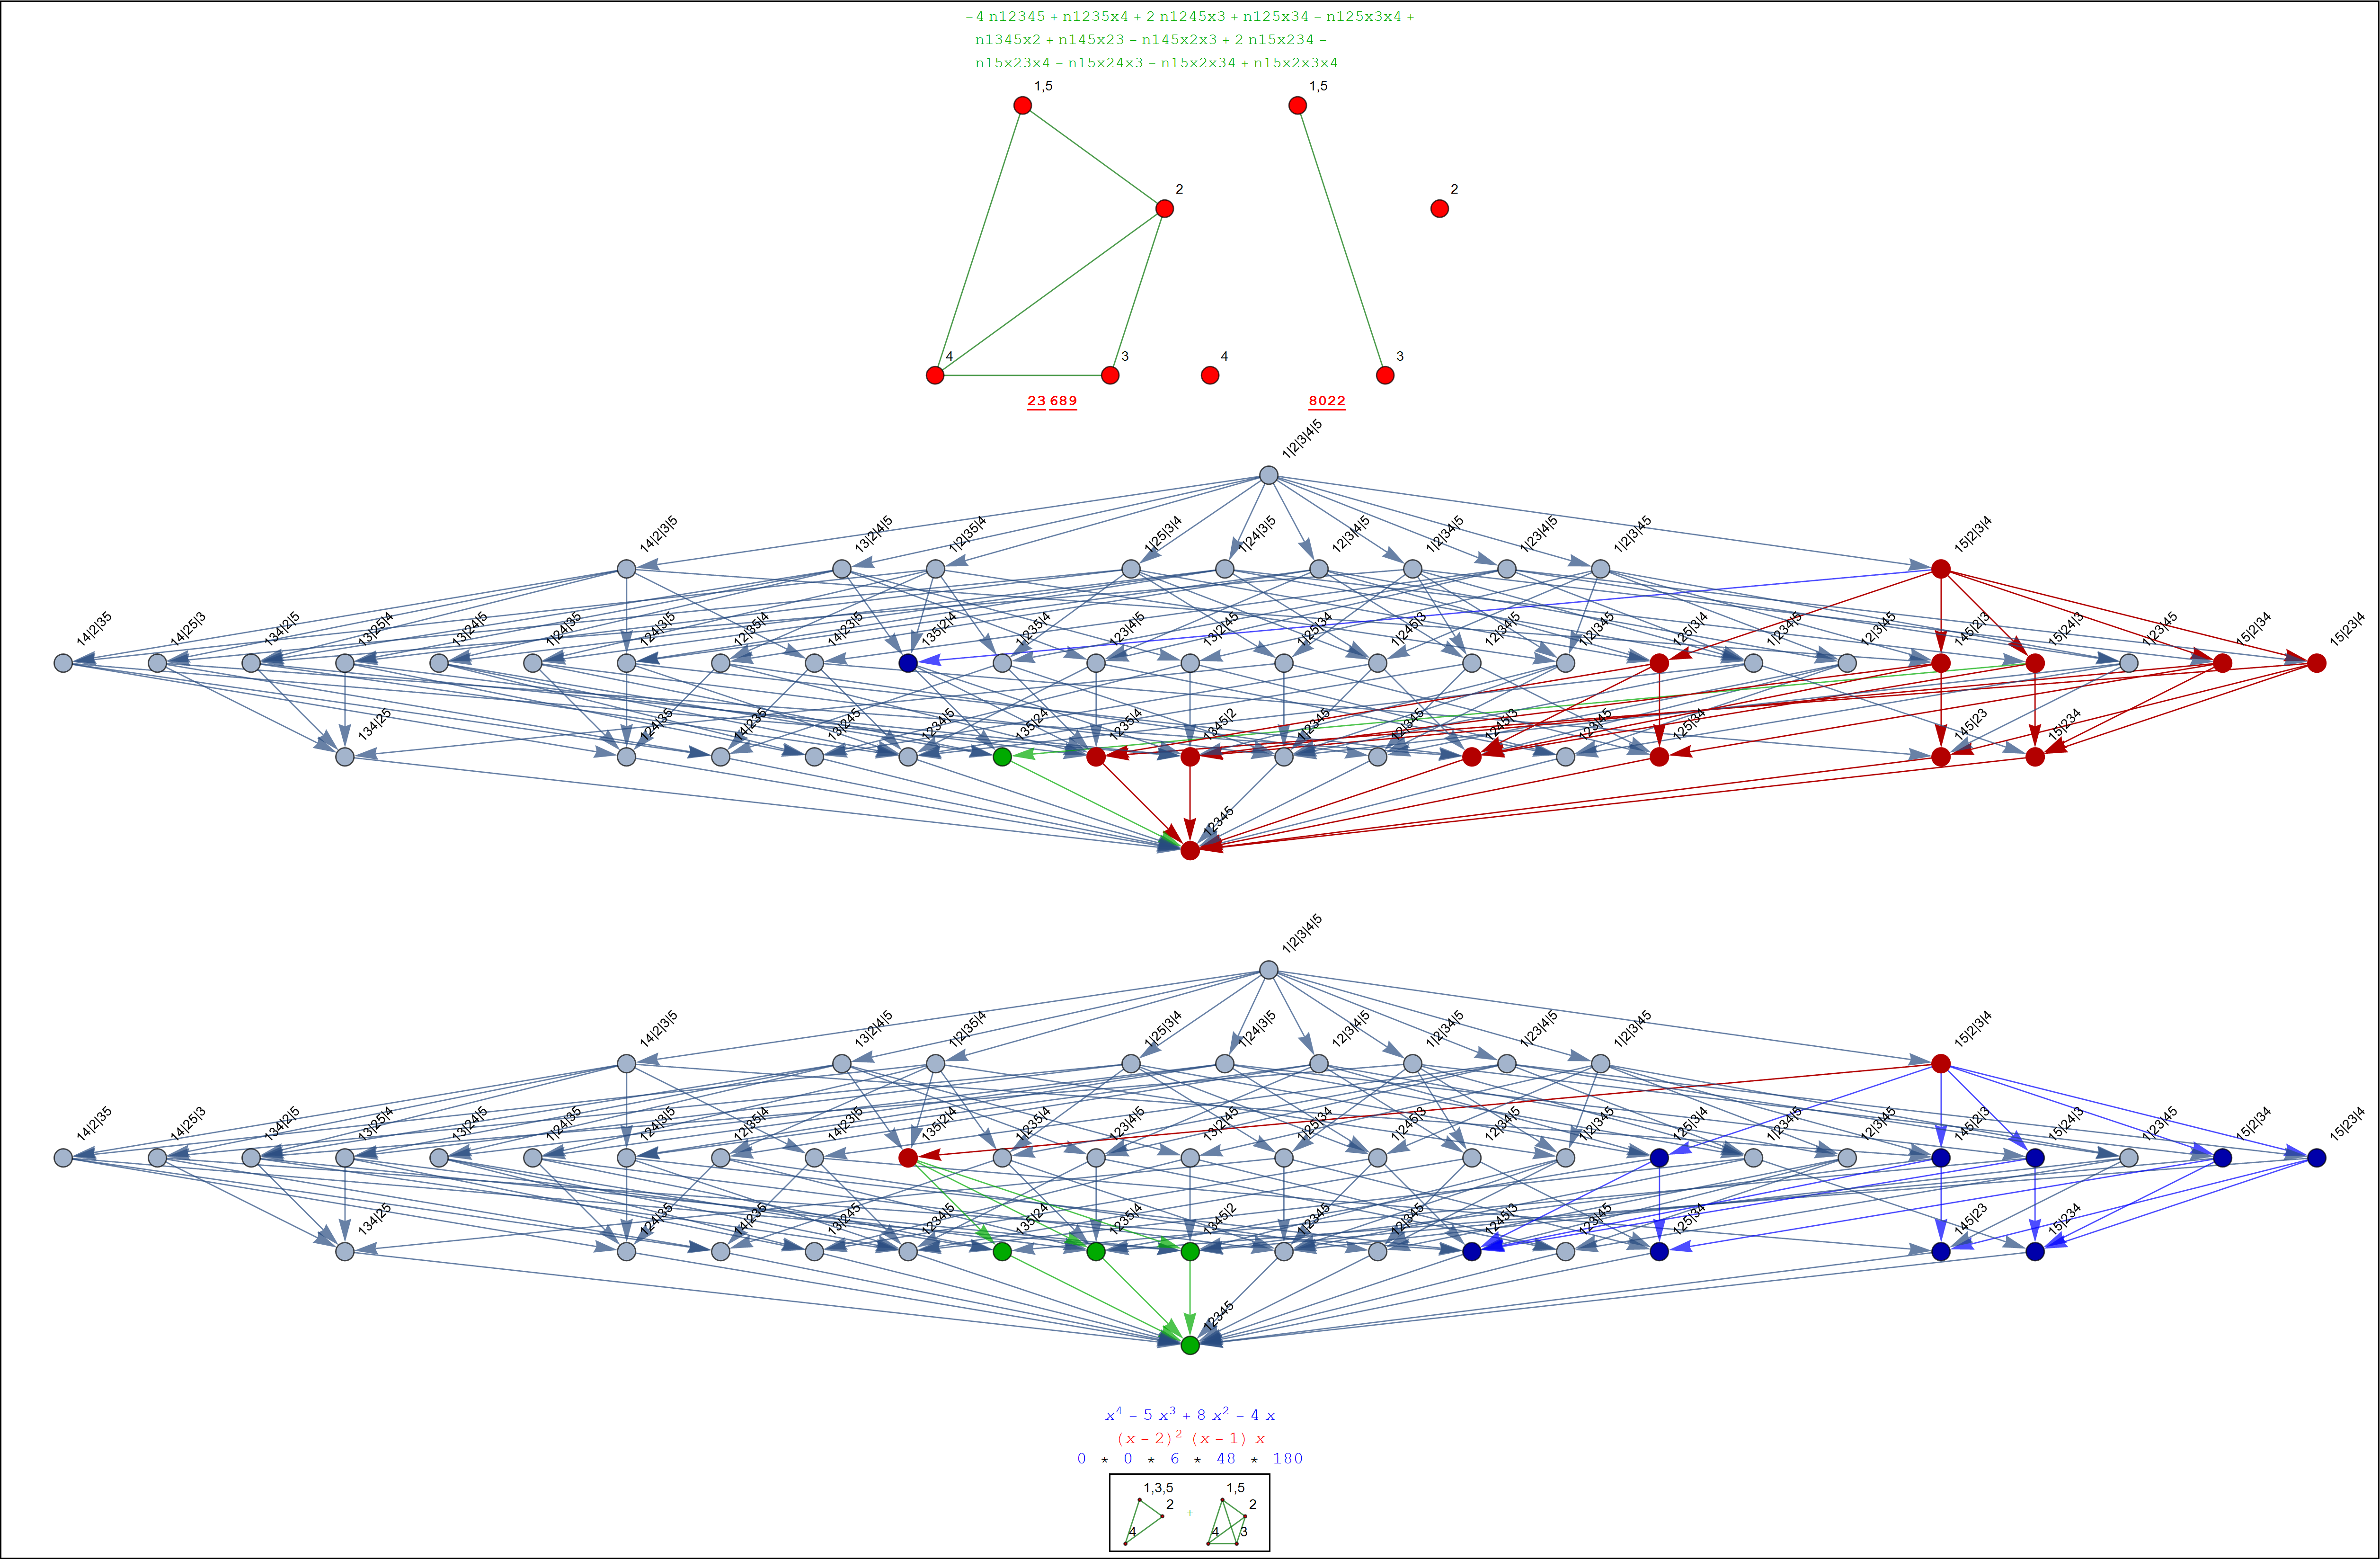 −4 n12345 + n1235x4 + 2 n1245x3 + n125x34 − n125x3x4 +
n1345x2 + n145x23 − n145x2x3 + 2 n15x234 −
n15x23x4 − n15x24x3 − n15x2x34 + n15x2x3x4
1,5 1,5
2 2
4 3 4 3
23 689 8022
1|2|3|4|5
14|2|3|5 13|2|4|5 1|2|35|4 1|25|3|4 1|24|3|5 12|3|4|5 1|2|34|5 1|23|4|5 1|2|3|45 15|2|3|4
14|2|35 14|25|3 134|2|5 13|25|4 13|24|5 1|24|35 124|3|5 12|35|4 14|23|5 135|2|4 1|235|4 123|4|5 13|2|45 1|25|34 1|245|3 12|34|5 1|2|345 125|3|4 1|234|5 12|3|45 145|2|3 15|24|3 1|23|45 15|2|34 15|23|4
134|25 124|35 14|235 13|245 1234|5 135|24 1235|4 1345|2 1|2345 12|345 1245|3 123|45 125|34 145|23 15|234
12345
1|2|3|4|5
14|2|3|5 13|2|4|5 1|2|35|4 1|25|3|4 1|24|3|5 12|3|4|5 1|2|34|5 1|23|4|5 1|2|3|45 15|2|3|4
14|2|35 14|25|3 134|2|5 13|25|4 13|24|5 1|24|35 124|3|5 12|35|4 14|23|5 135|2|4 1|235|4 123|4|5 13|2|45 1|25|34 1|245|3 12|34|5 1|2|345 125|3|4 1|234|5 12|3|45 145|2|3 15|24|3 1|23|45 15|2|34 15|23|4
134|25 124|35 14|235 13|245 1234|5 135|24 1235|4 1345|2 1|2345 12|345 1245|3 123|45 125|34 145|23 15|234
12345
x⁴ − 5 x³ + 8 x² − 4 x
(x − 2)² (x − 1) x
0 * 0 * 6 * 48 * 180
1,3,5 1,5
2 + 2
4 4 3